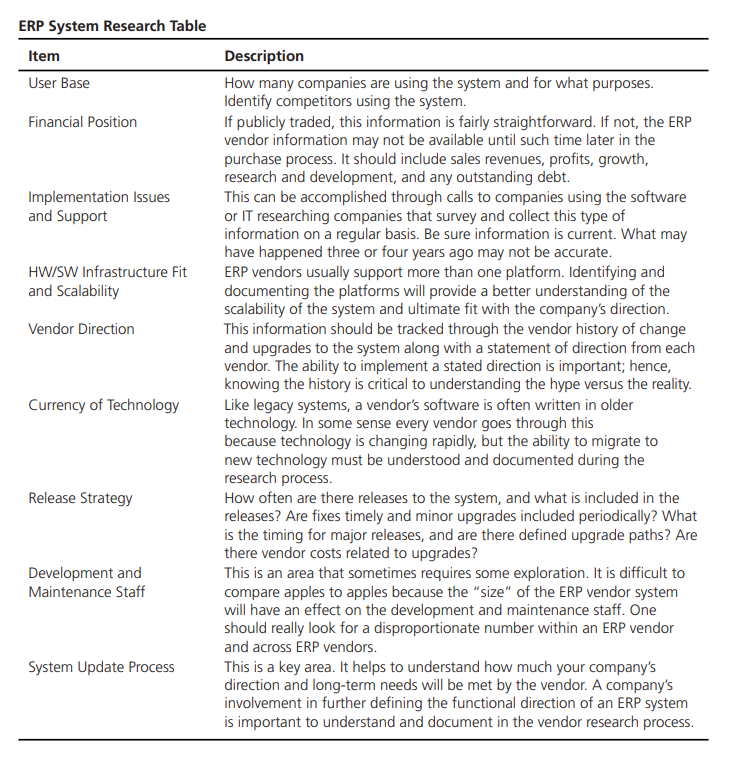 ERP System Research Table
Item Description
User Base How many companies are using the system and for what purposes.
Identify competitors using the system.
Financial Position If publicly traded, this information is fairly straightforward. If not, the ERP
vendor information may not be available until such time later in the
purchase process. It should include sales revenues, profits, growth,
research and development, and any outstanding debt.
Implementation Issues This can be accomplished through calls to companies using the software
and Support or IT researching companies that survey and collect this type of
information on a regular basis. Be sure information is current. What may
have happened three or four years ago may not be accurate.
HW/SW Infrastructure Fit ERP vendors usually support more than one platform. Identifying and
and Scalability documenting the platforms will provide a better understanding of the
scalability of the system and ultimate fit with the company’s direction.
Vendor Direction This information should be tracked through the vendor history of change
and upgrades to the system along with a statement of direction from each
vendor. The ability to implement a stated direction is important; hence,
knowing the history is critical to understanding the hype versus the reality.
Currency of Technology Like legacy systems, a vendor’s software is often written in older
technology. In some sense every vendor goes through this
because technology is changing rapidly, but the ability to migrate to
new technology must be understood and documented during the
research process.
Release Strategy How often are there releases to the system, and what is included in the
releases? Are fixes timely and minor upgrades included periodically? What
is the timing for major releases, and are there defined upgrade paths? Are
there vendor costs related to upgrades?
Development and This is an area that sometimes requires some exploration. It is difficult to
Maintenance Staff compare apples to apples because the “size” of the ERP vendor system
will have an effect on the development and maintenance staff. One
should really look for a disproportionate number within an ERP vendor
and across ERP vendors.
System Update Process This is a key area. It helps to understand how much your company’s
direction and long-term needs will be met by the vendor. A company’s
involvement in further defining the functional direction of an ERP system
is important to understand and document in the vendor research process.